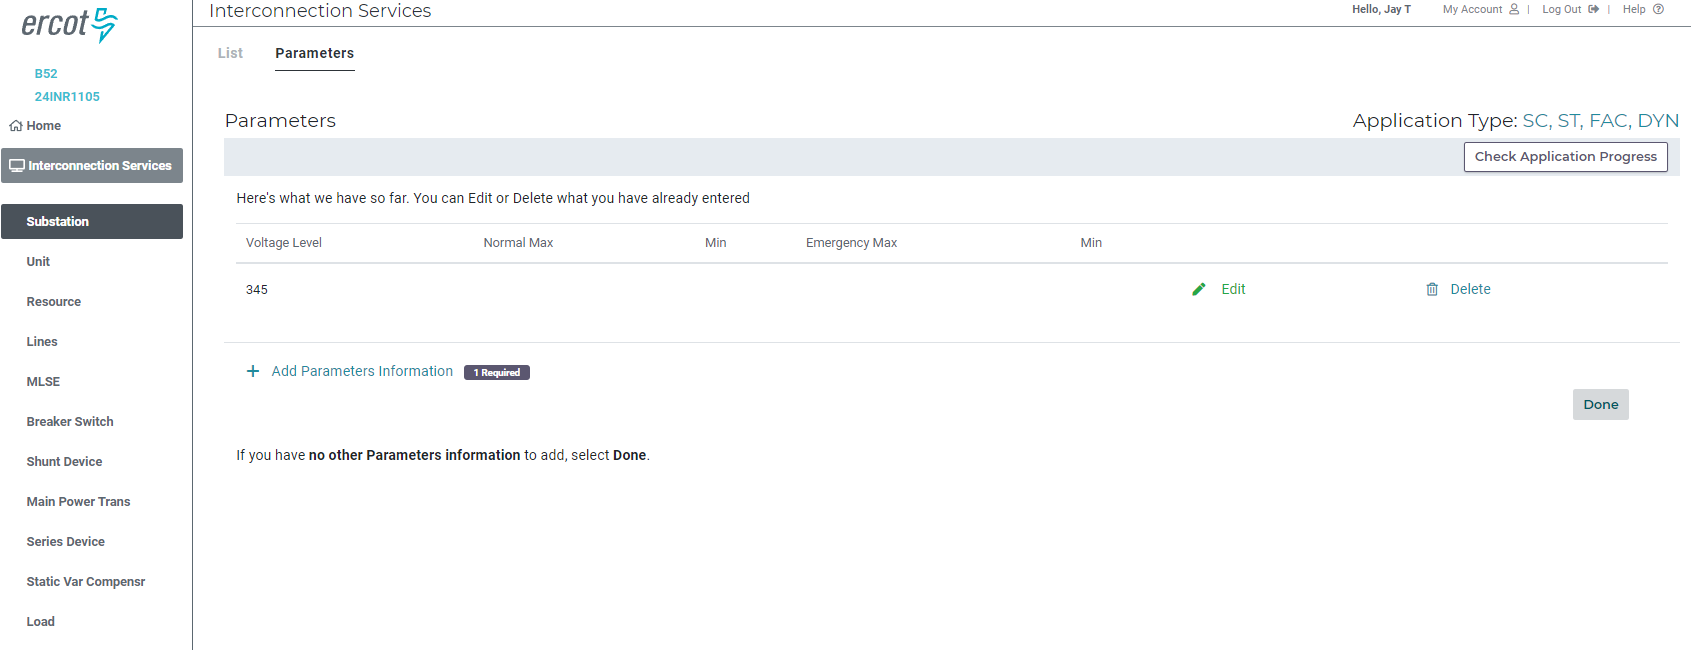 ercot
Interconnection Services
Hello, Jay T
My Account | Log Out | Help
B52
24INR1105
Home
Interconnection Services
Substation
Unit
Resource
Lines
MLSE
Breaker Switch
Shunt Device
Main Power Trans
Series Device
Static Var Compensr
Load
List Parameters
Parameters
Application Type: SC, ST, FAC, DYN
Check Application Progress
Here's what we have so far. You can Edit or Delete what you have already entered
Voltage Level Normal Max Min Emergency Max Min
345 Edit Delete
+ Add Parameters Information 1 Required
Done
If you have no other Parameters information to add, select Done.